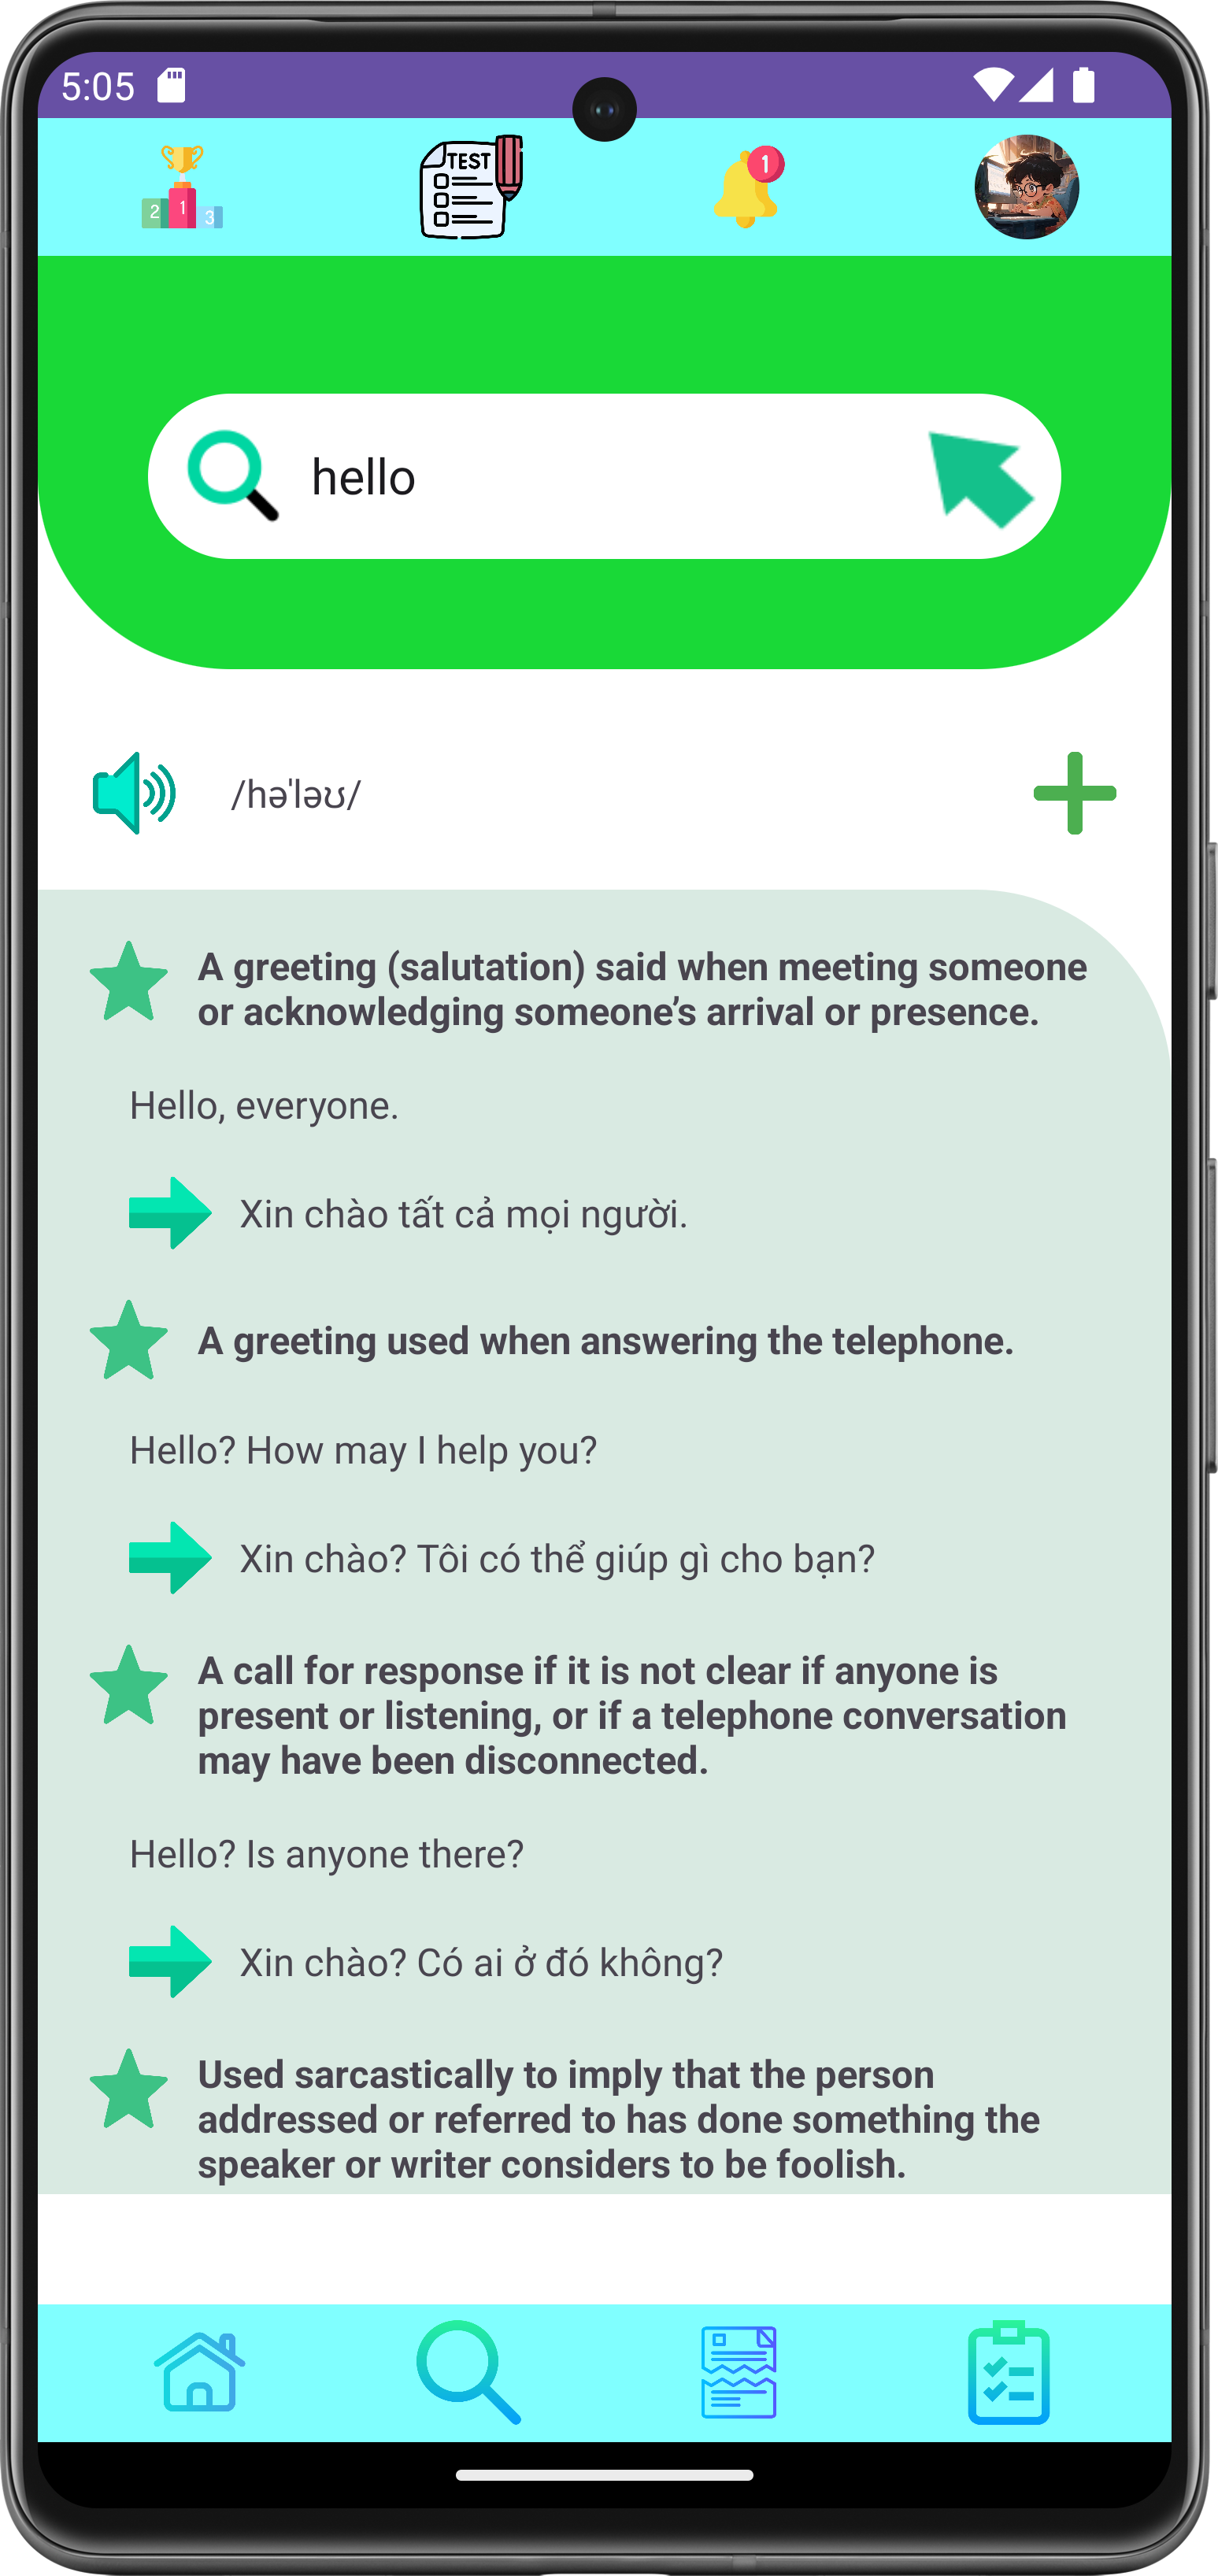 5:05
2 1 3
TEST
1
hello
/hə'ləʊ/
A greeting (salutation) said when meeting someone
or acknowledging someone’s arrival or presence.
Hello, everyone.
Xin chào tất cả mọi người.
A greeting used when answering the telephone.
Hello? How may I help you?
Xin chào? Tôi có thể giúp gì cho bạn?
A call for response if it is not clear if anyone is
present or listening, or if a telephone conversation
may have been disconnected.
Hello? Is anyone there?
Xin chào? Có ai ở đó không?
Used sarcastically to imply that the person
addressed or referred to has done something the
speaker or writer considers to be foolish.